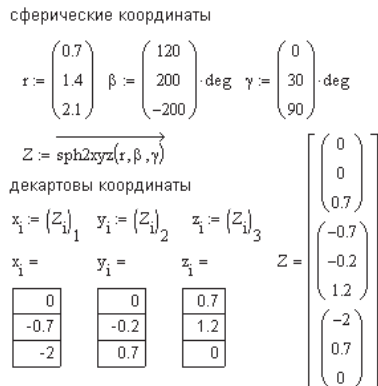 сферические координаты
r := ( 0.7 1.4 2.1 ) β := ( 120 200 −200 ) · deg γ := ( 0 30 90 ) · deg
Z := sph2xyz(r, β, γ)
декартовы координаты
x_i := (Z_i)_1 y_i := (Z_i)_2 z_i := (Z_i)_3
x_i = y_i = z_i =
0 0 0.7
-0.7 -0.2 1.2
-2 0.7 0
Z = [ ( 0 0 0.7 ) ( −0.7 −0.2 1.2 ) ( −2 0.7 0 ) ]